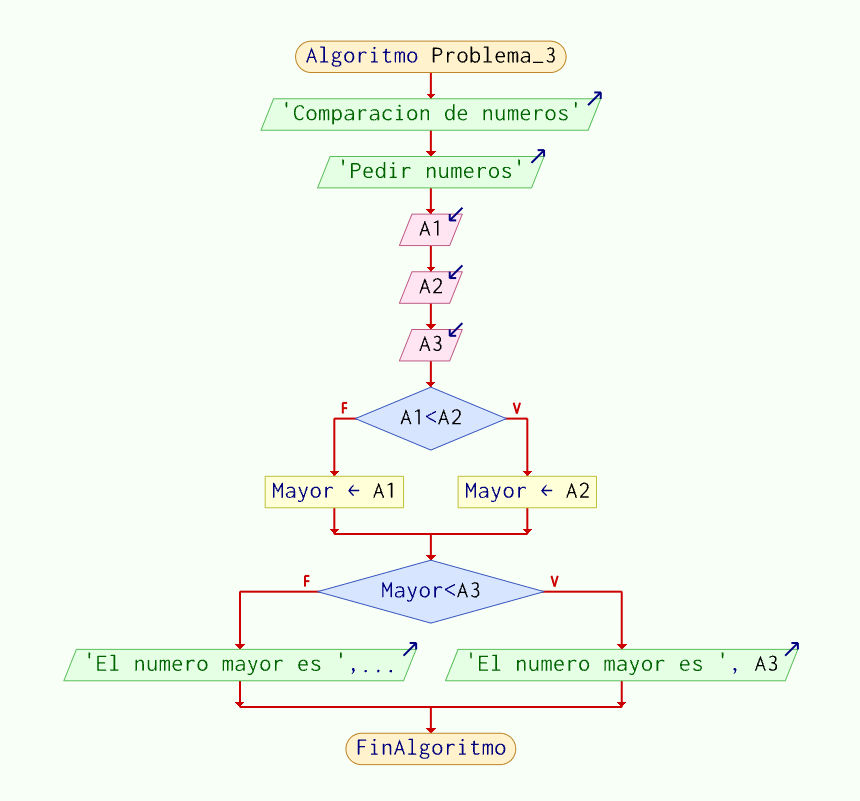 Algoritmo Problema_3
'Comparacion de numeros'
'Pedir numeros'
A1
A2
A3
F
A1<A2
V
Mayor ← A1
Mayor ← A2
F
Mayor<A3
V
'El numero mayor es ',...
'El numero mayor es ', A3
FinAlgoritmo